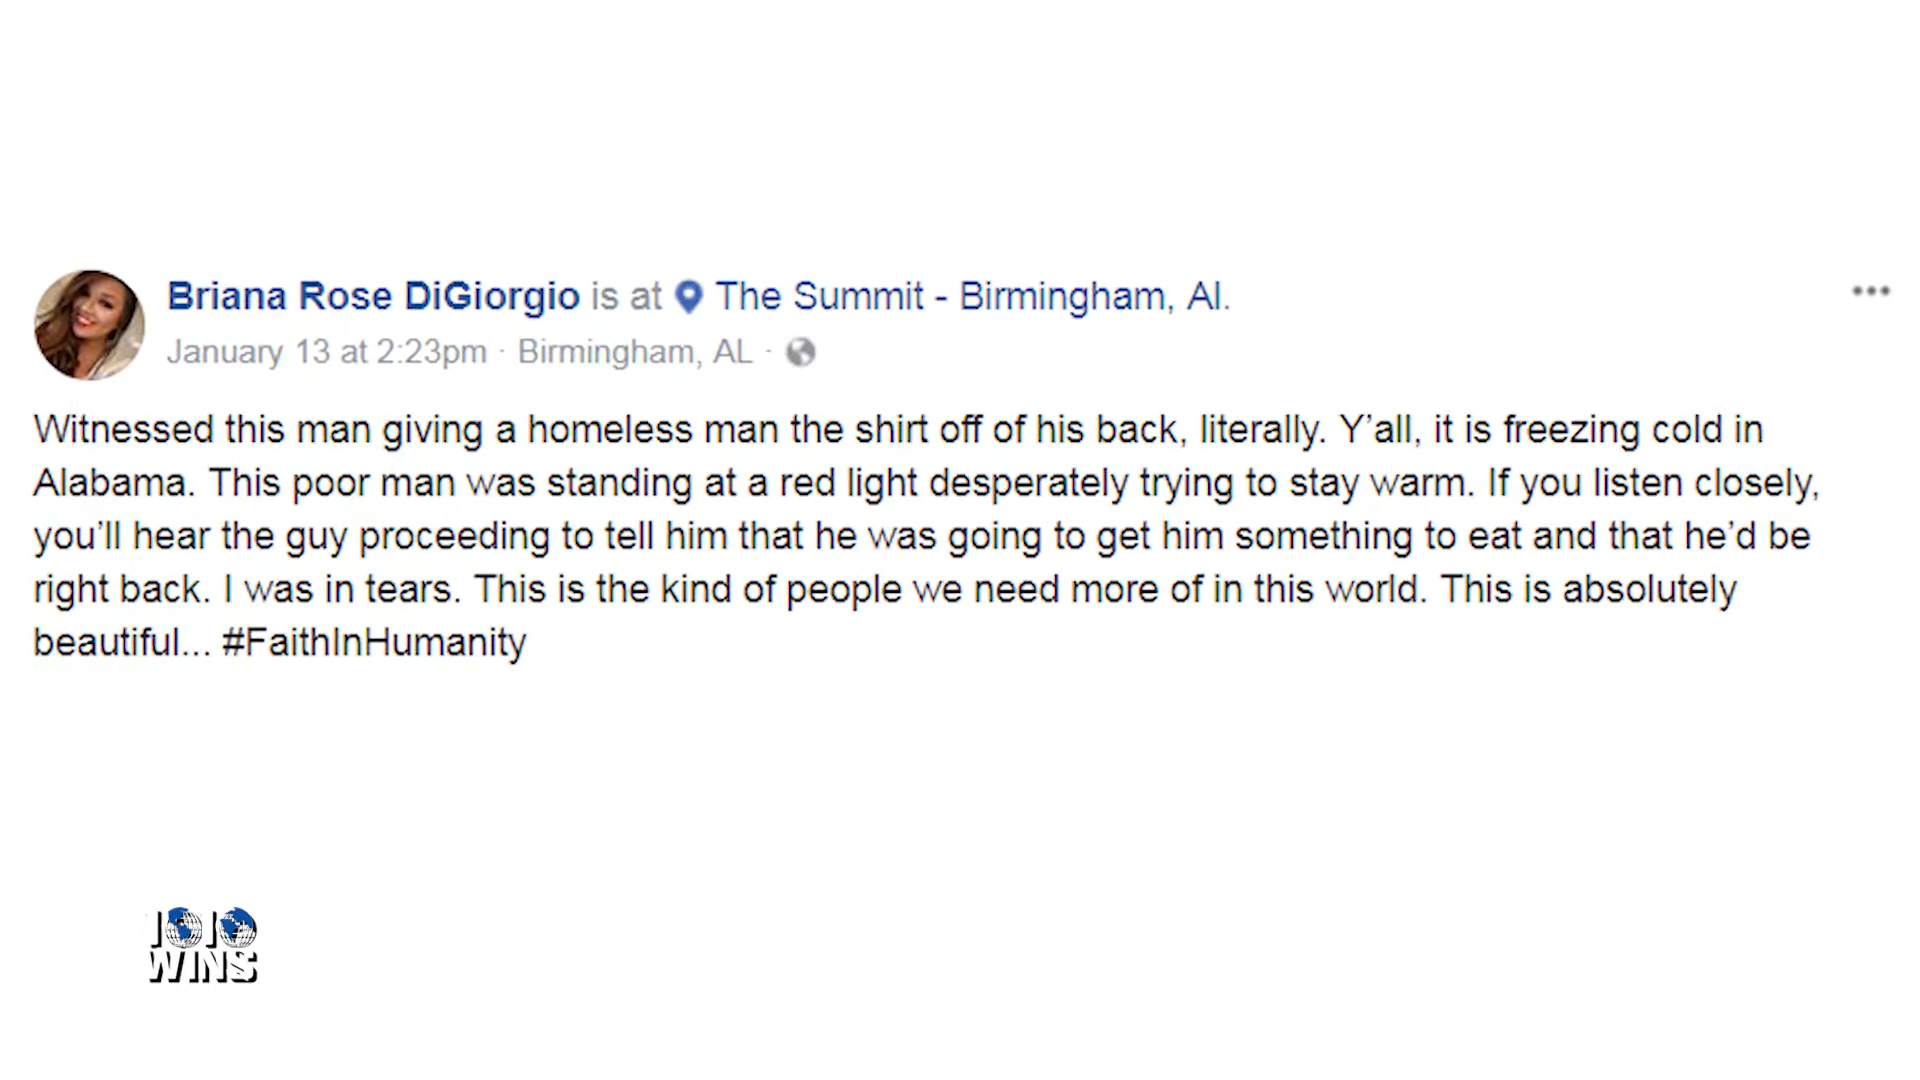 Briana Rose DiGiorgio is at The Summit - Birmingham, Al.
January 13 at 2:23pm · Birmingham, AL ·
Witnessed this man giving a homeless man the shirt off of his back, literally. Y’all, it is freezing cold in
Alabama. This poor man was standing at a red light desperately trying to stay warm. If you listen closely,
you’ll hear the guy proceeding to tell him that he was going to get him something to eat and that he’d be
right back. I was in tears. This is the kind of people we need more of in this world. This is absolutely
beautiful... #FaithInHumanity
1010
WINS